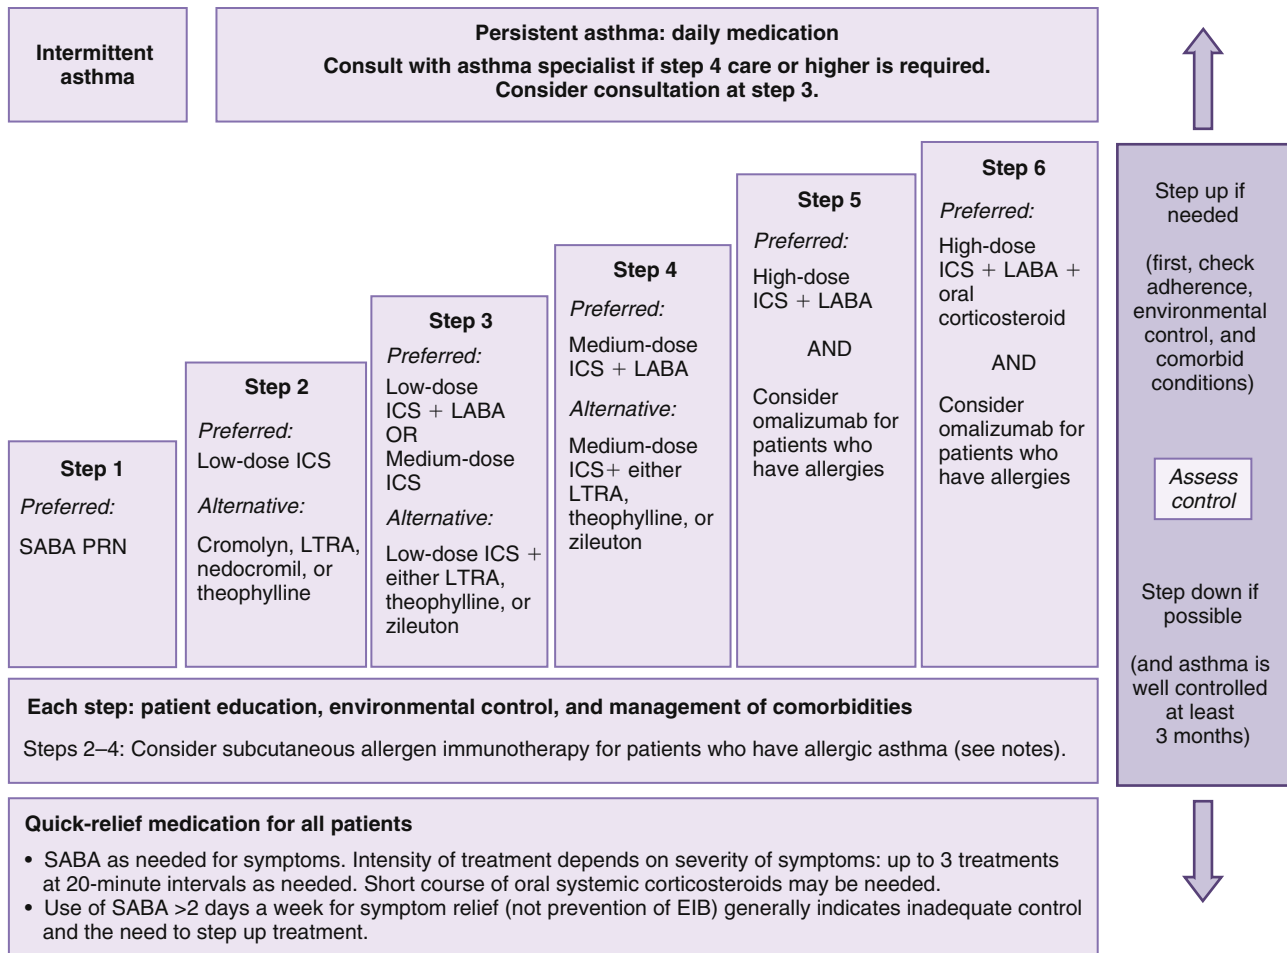 Intermittent
asthma
Persistent asthma: daily medication
Consult with asthma specialist if step 4 care or higher is required.
Consider consultation at step 3.
Step 1
Preferred:
SABA PRN
Step 2
Preferred:
Low-dose ICS
Alternative:
Cromolyn, LTRA,
nedocromil, or
theophylline
Step 3
Preferred:
Low-dose
ICS + LABA
OR
Medium-dose
ICS
Alternative:
Low-dose ICS +
either LTRA,
theophylline, or
zileuton
Step 4
Preferred:
Medium-dose
ICS + LABA
Alternative:
Medium-dose
ICS+ either
LTRA,
theophylline, or
zileuton
Step 5
Preferred:
High-dose
ICS + LABA
AND
Consider
omalizumab for
patients who
have allergies
Step 6
Preferred:
High-dose
ICS + LABA +
oral
corticosteroid
AND
Consider
omalizumab for
patients who
have allergies
Step up if
needed
(first, check
adherence,
environmental
control, and
comorbid
conditions)
Assess
control
Step down if
possible
(and asthma is
well controlled
at least
3 months)
Each step: patient education, environmental control, and management of comorbidities
Steps 2–4: Consider subcutaneous allergen immunotherapy for patients who have allergic asthma (see notes).
Quick-relief medication for all patients
• SABA as needed for symptoms. Intensity of treatment depends on severity of symptoms: up to 3 treatments
at 20-minute intervals as needed. Short course of oral systemic corticosteroids may be needed.
• Use of SABA >2 days a week for symptom relief (not prevention of EIB) generally indicates inadequate control
and the need to step up treatment.